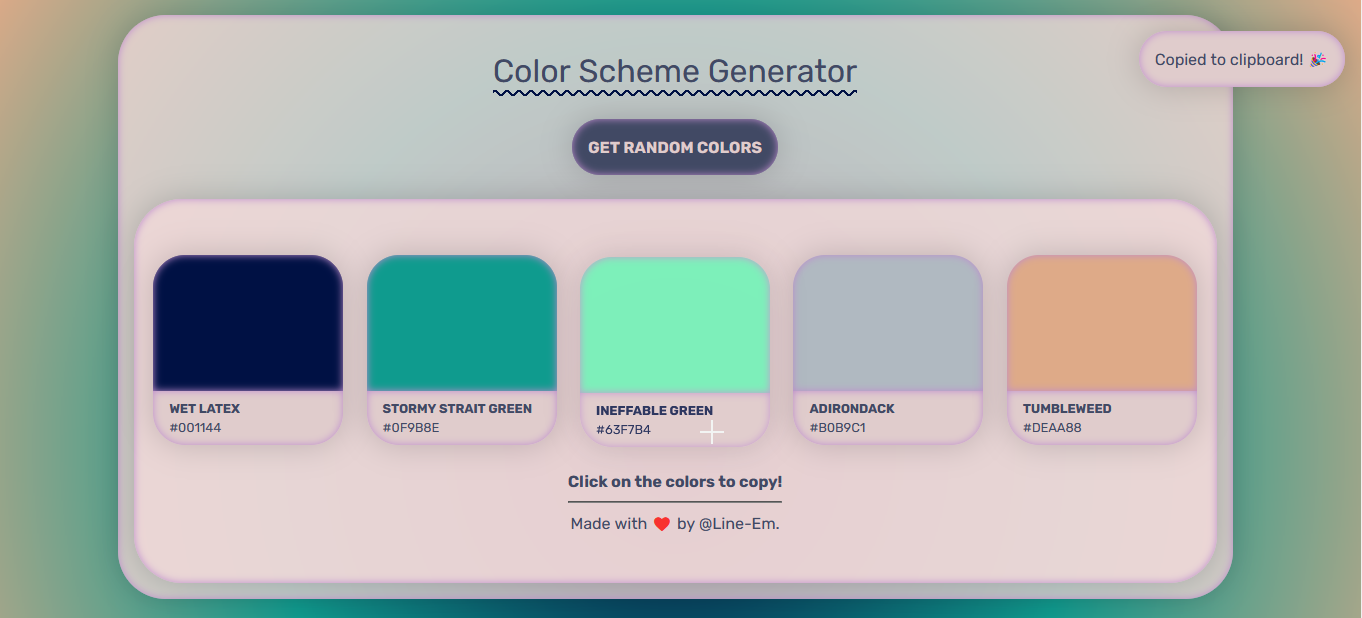 Color Scheme Generator
Copied to clipboard! 🎉
GET RANDOM COLORS
WET LATEX
#001144
STORMY STRAIT GREEN
#0F9B8E
INEFFABLE GREEN
#63F7B4
ADIRONDACK
#B0B9C1
TUMBLEWEED
#DEAA88
Click on the colors to copy!
Made with ❤️ by @Line-Em.